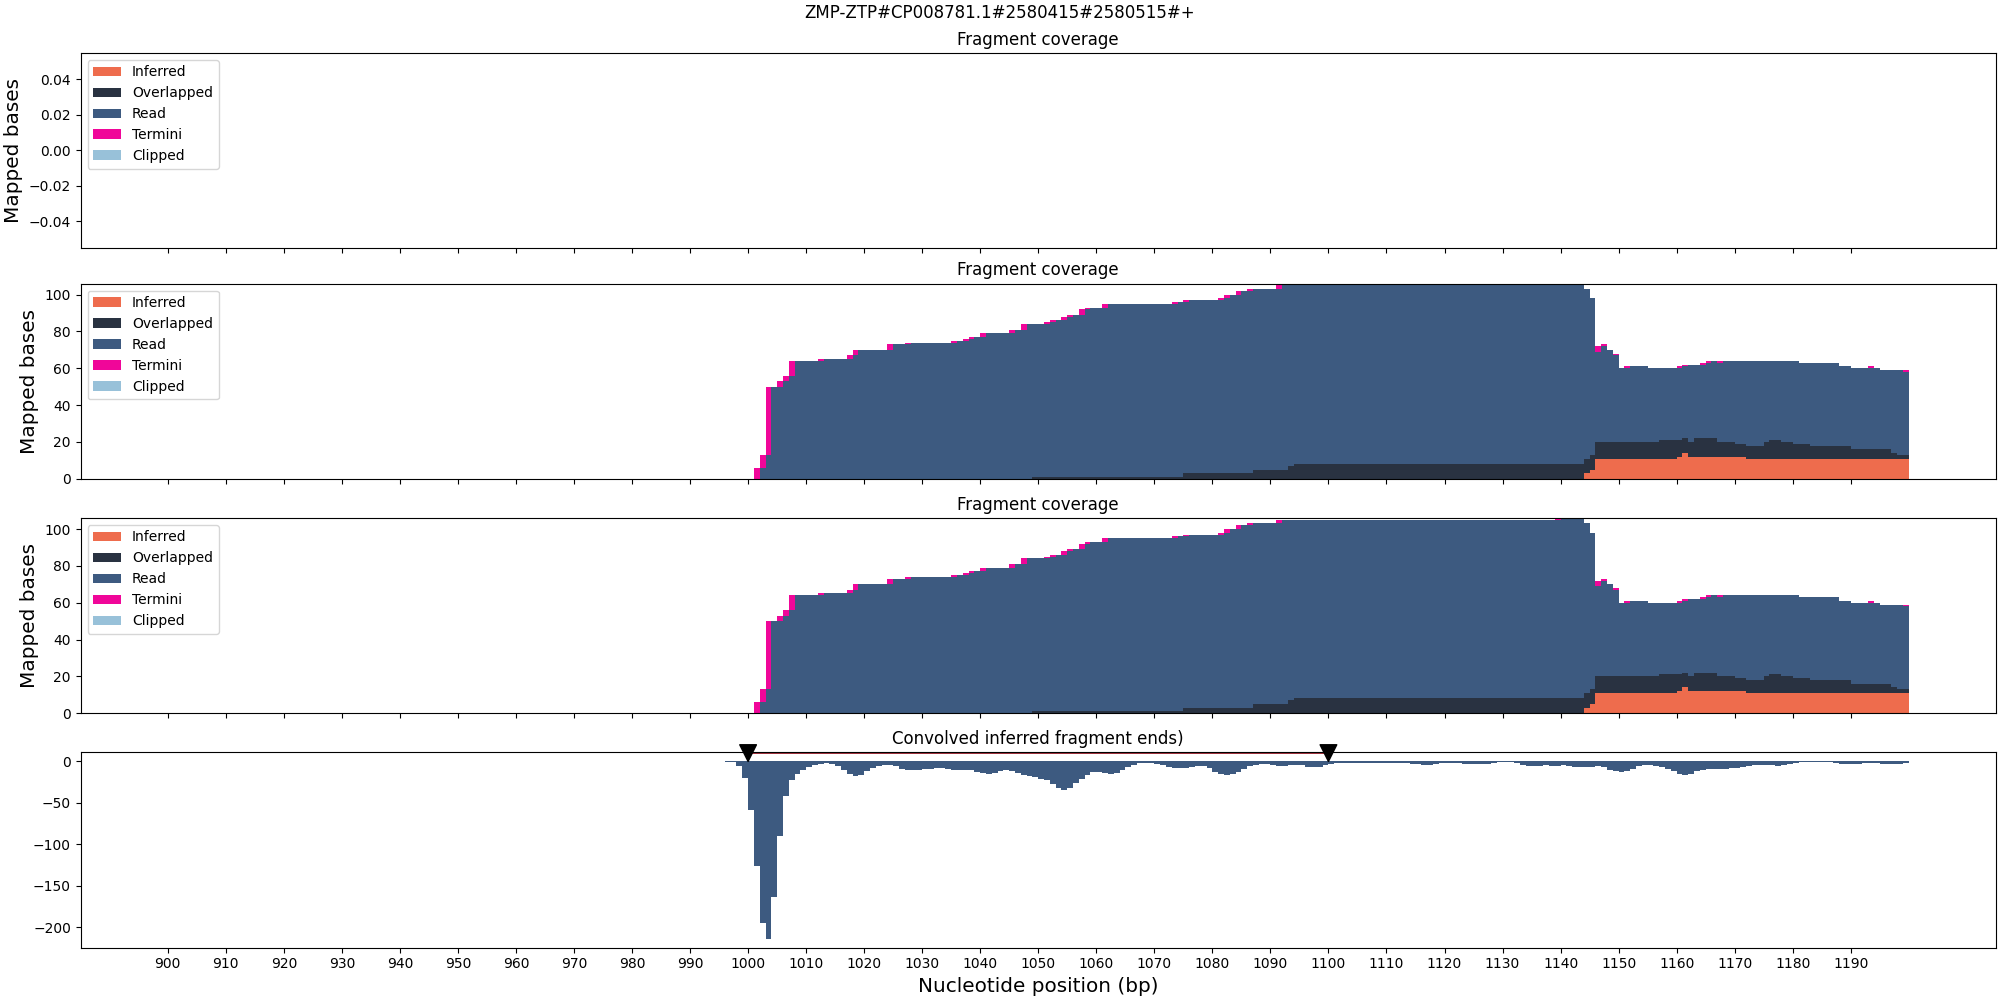 ZMP-ZTP#CP008781.1#2580415#2580515#+
Fragment coverage
Mapped bases
0.04
0.02
0.00
−0.02
−0.04
Inferred
Overlapped
Read
Termini
Clipped
Fragment coverage
Mapped bases
100
80
60
40
20
0
Inferred
Overlapped
Read
Termini
Clipped
Fragment coverage
Mapped bases
100
80
60
40
20
0
Inferred
Overlapped
Read
Termini
Clipped
Convolved inferred fragment ends)
0
−50
−100
−150
−200
900 910 920 930 940 950 960 970 980 990 1000 1010 1020 1030 1040 1050 1060 1070 1080 1090 1100 1110 1120 1130 1140 1150 1160 1170 1180 1190
Nucleotide position (bp)